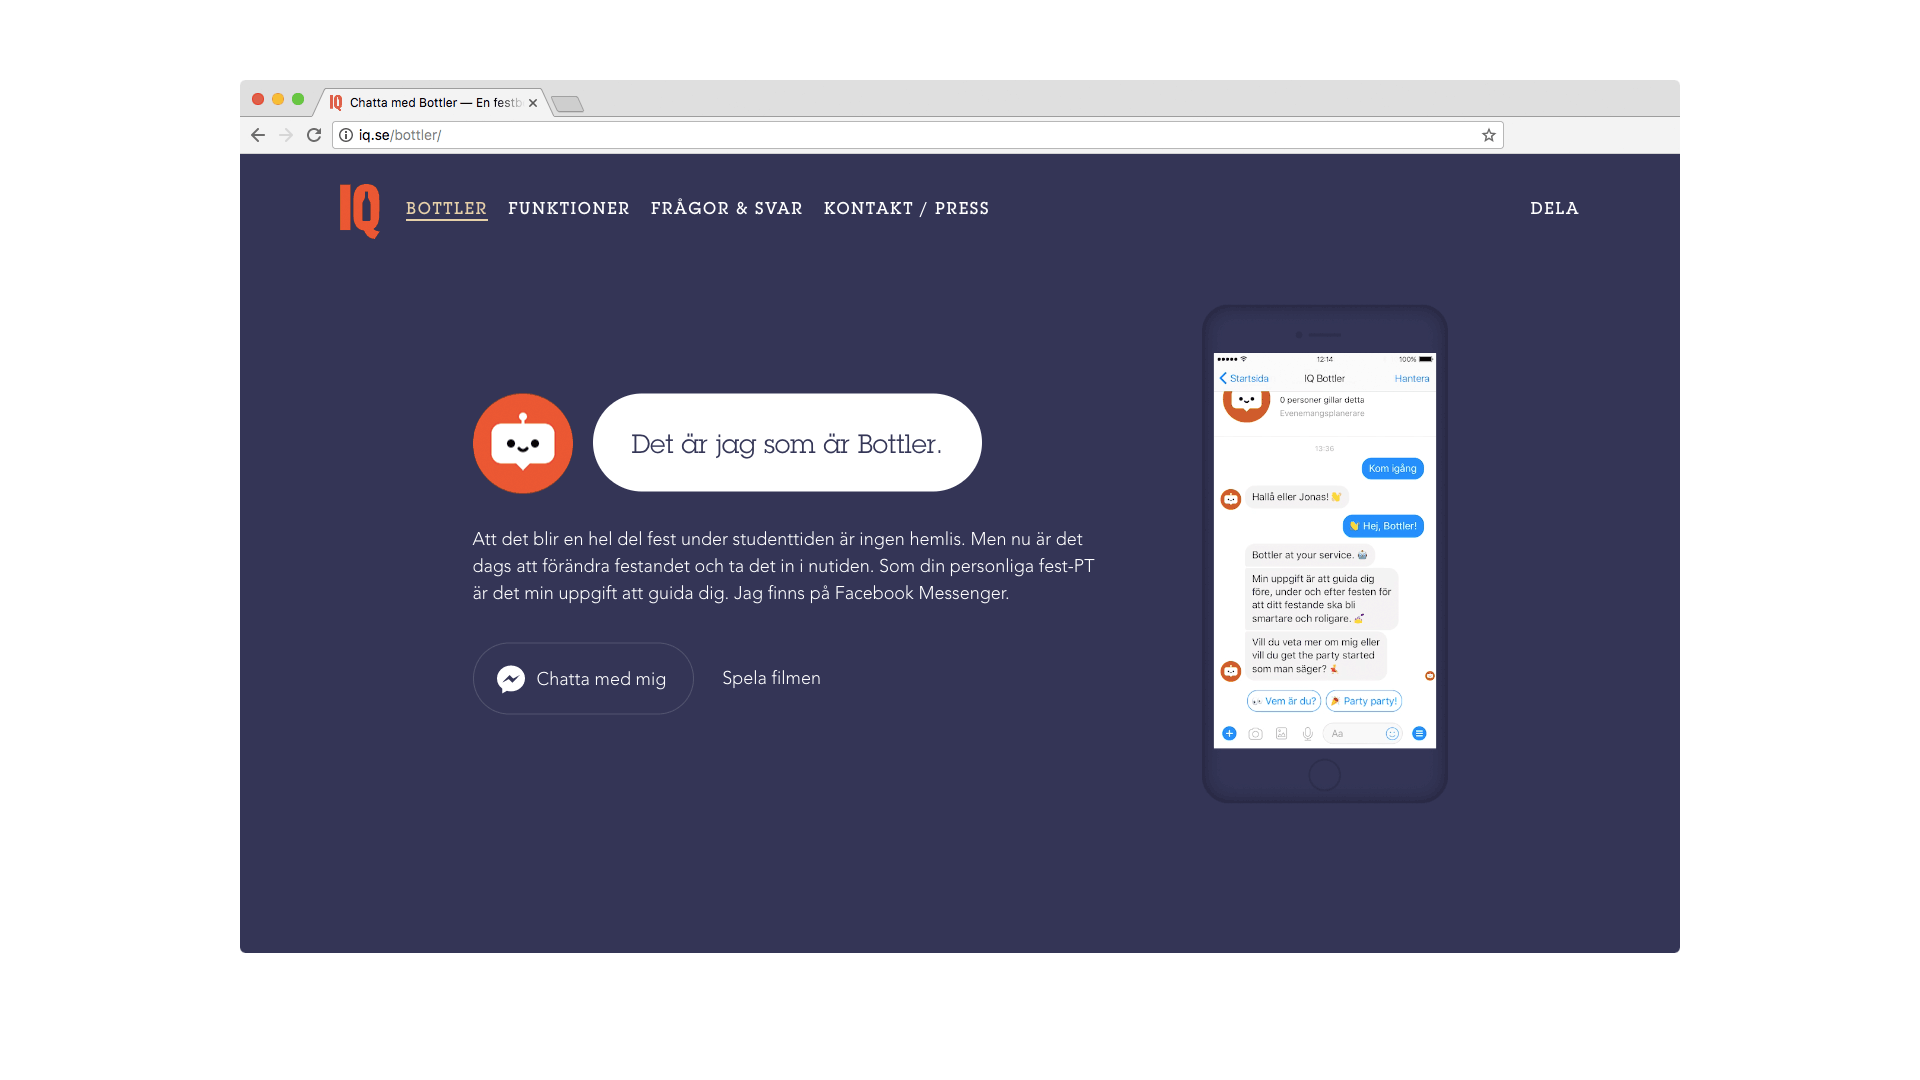 IQ Chatta med Bottler — En festb
iq.se/bottler/
IQ
BOTTLER FUNKTIONER FRÅGOR & SVAR KONTAKT / PRESS DELA
Det är jag som är Bottler.
Att det blir en hel del fest under studenttiden är ingen hemlis. Men nu är det
dags att förändra festandet och ta det in i nutiden. Som din personliga fest-PT
är det min uppgift att guida dig. Jag finns på Facebook Messenger.
Chatta med mig Spela filmen
12:14 100%
Startsida IQ Bottler Hantera
0 personer gillar detta
Evenemangsplanerare
13:36
Kom igång
Hallå eller Jonas! 👋
👋 Hej, Bottler!
Bottler at your service. 🤖
Min uppgift är att guida dig
före, under och efter festen för
att ditt festande ska bli
smartare och roligare. 💅
Vill du veta mer om mig eller
vill du get the party started
som man säger? 💃
👀 Vem är du? 🎉 Party party!
Aa